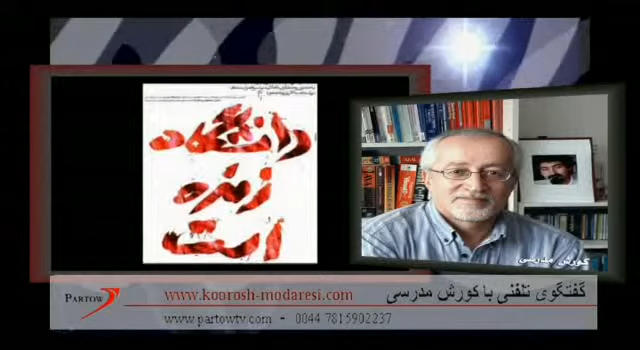 دانشگاه
زنده
است
کورش مدرسی
گفتگوی تلفنی با کورش مدرسی
PARTOW
www.koorosh-modaresi.com
www.partowtv.com - 0044 7815902237